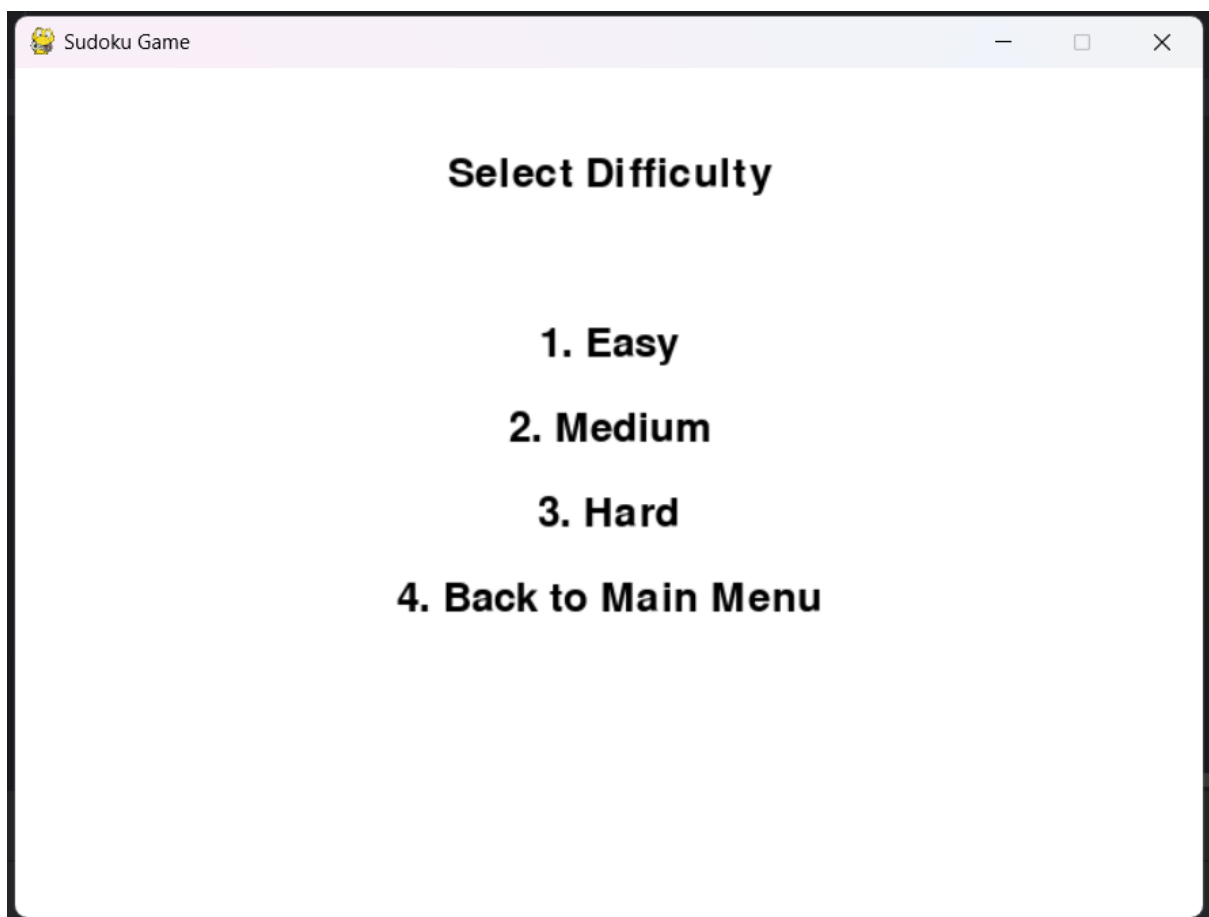 Sudoku Game
Select Difficulty
1. Easy
2. Medium
3. Hard
4. Back to Main Menu